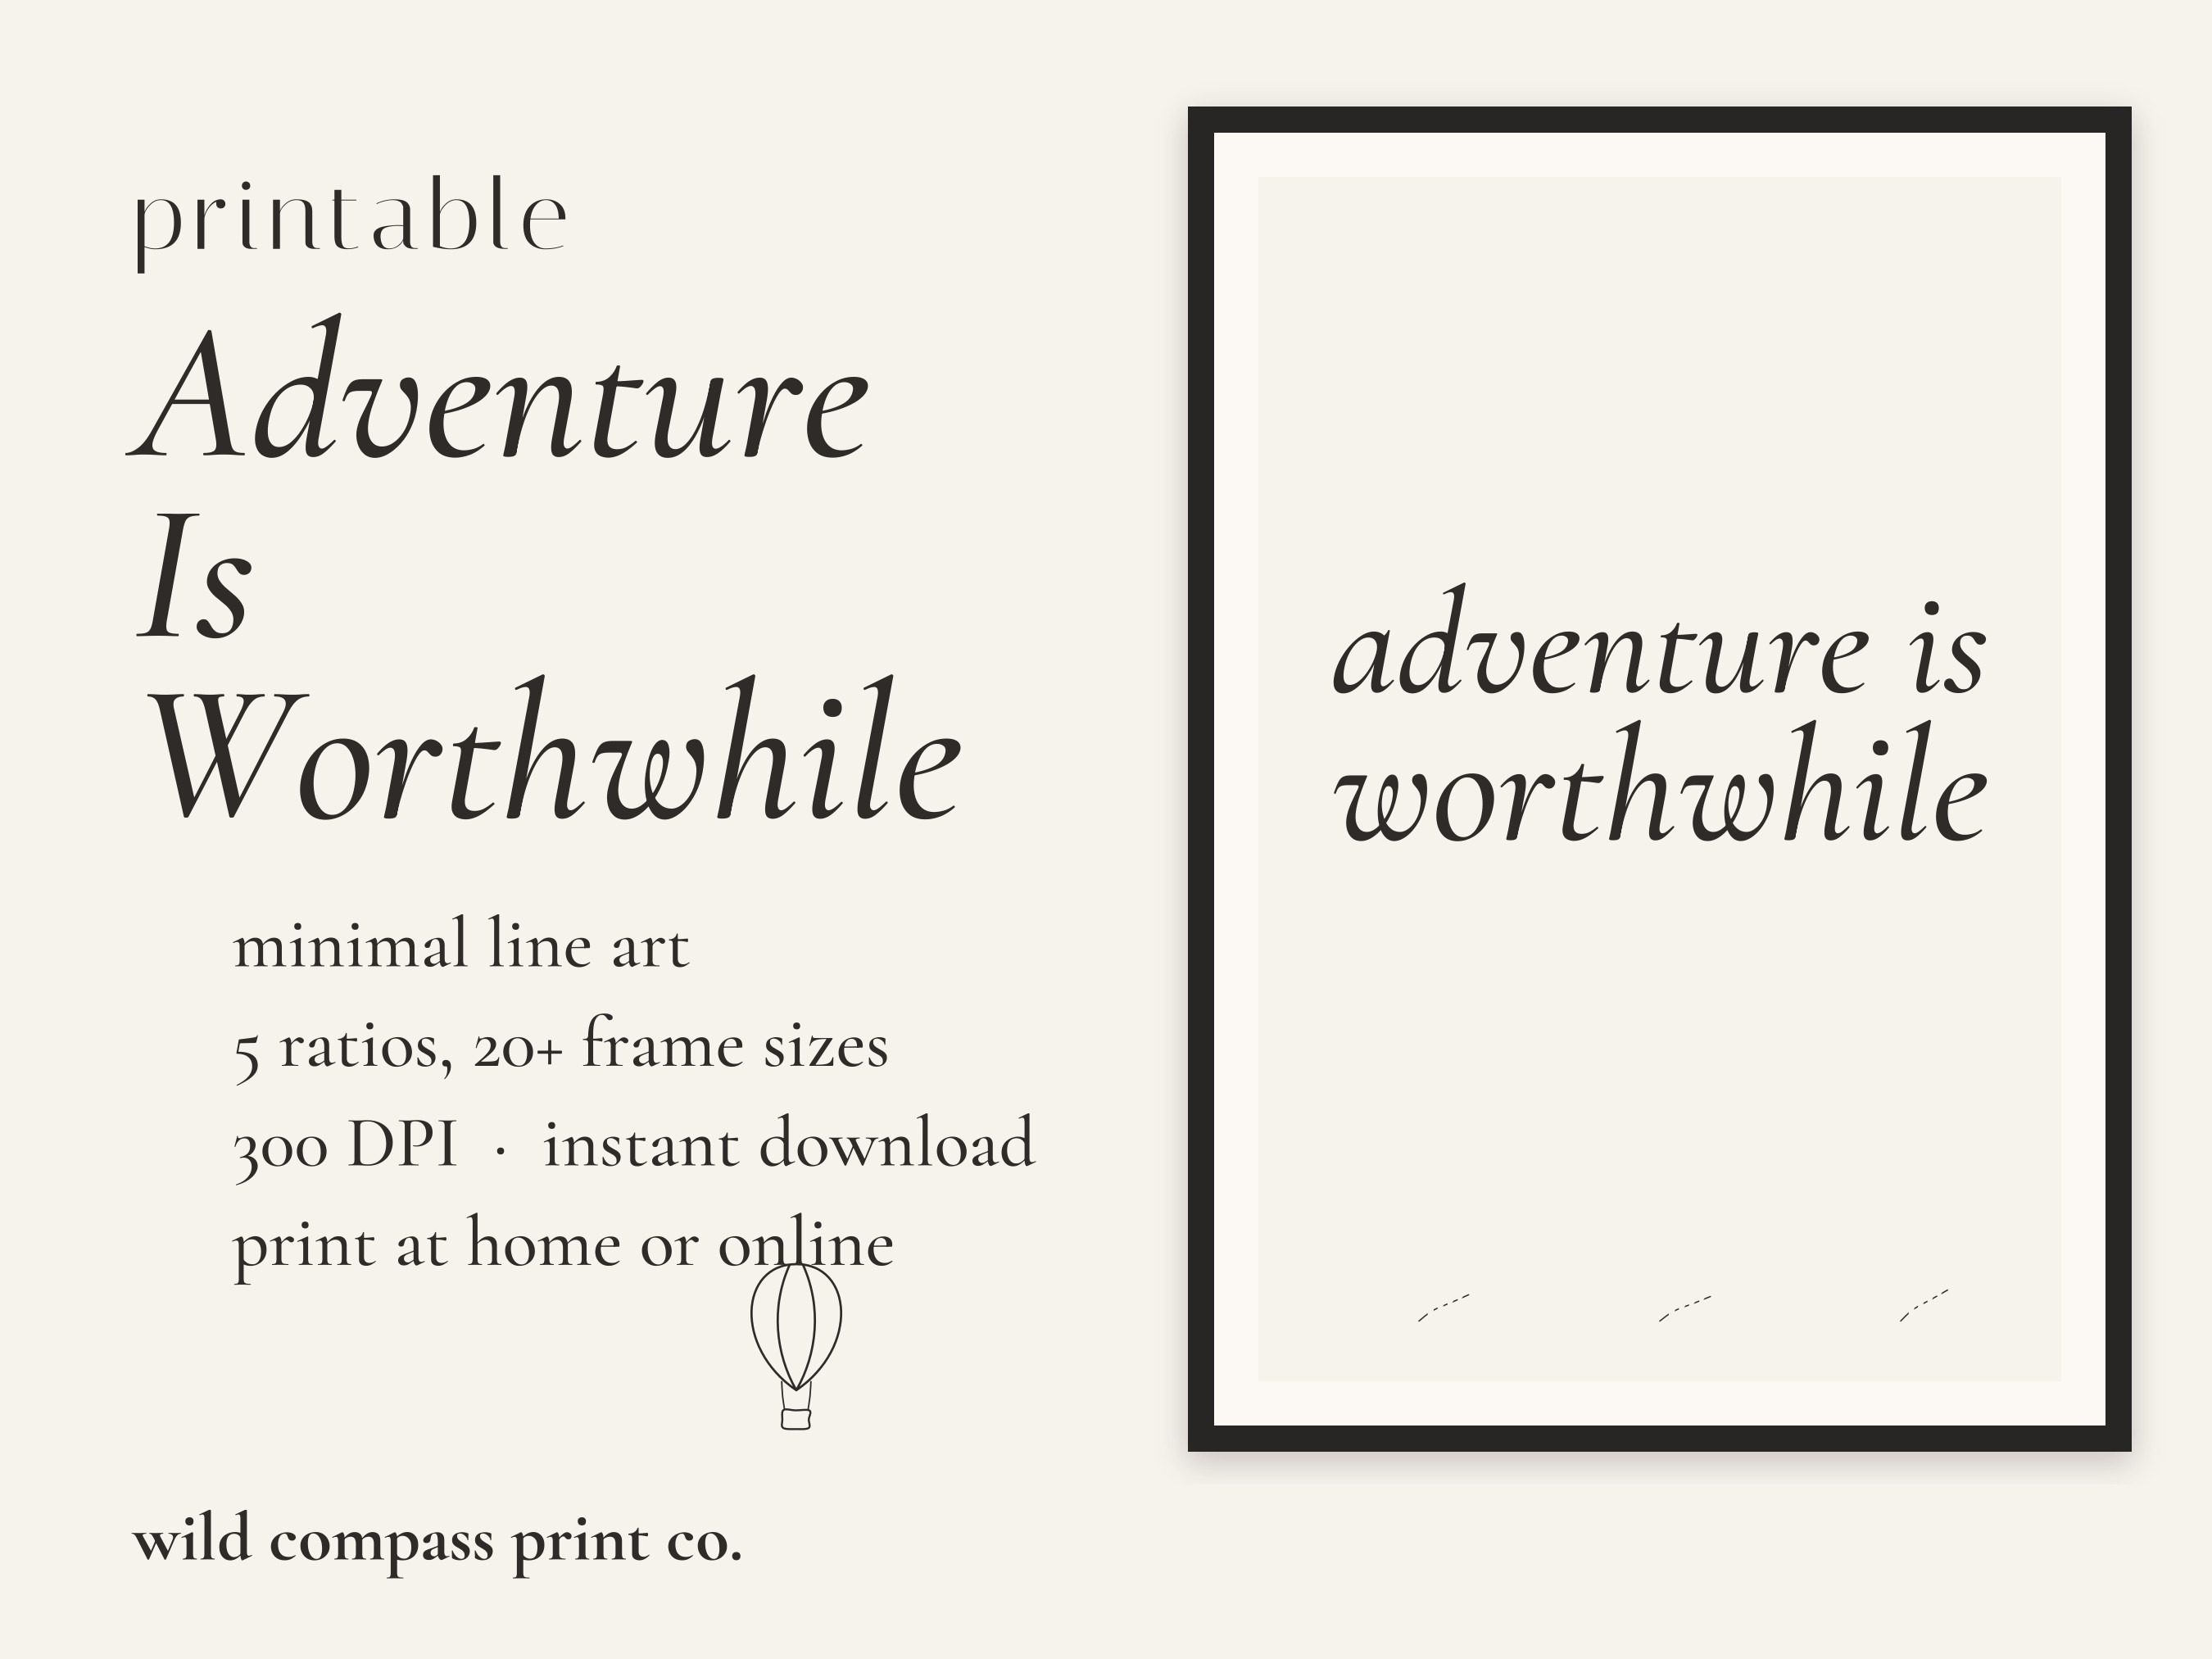 printable
Adventure
Is
Worthwhile
minimal line art
5 ratios, 20+ frame sizes
300 DPI · instant download
print at home or online
wild compass print co.
adventure is
worthwhile